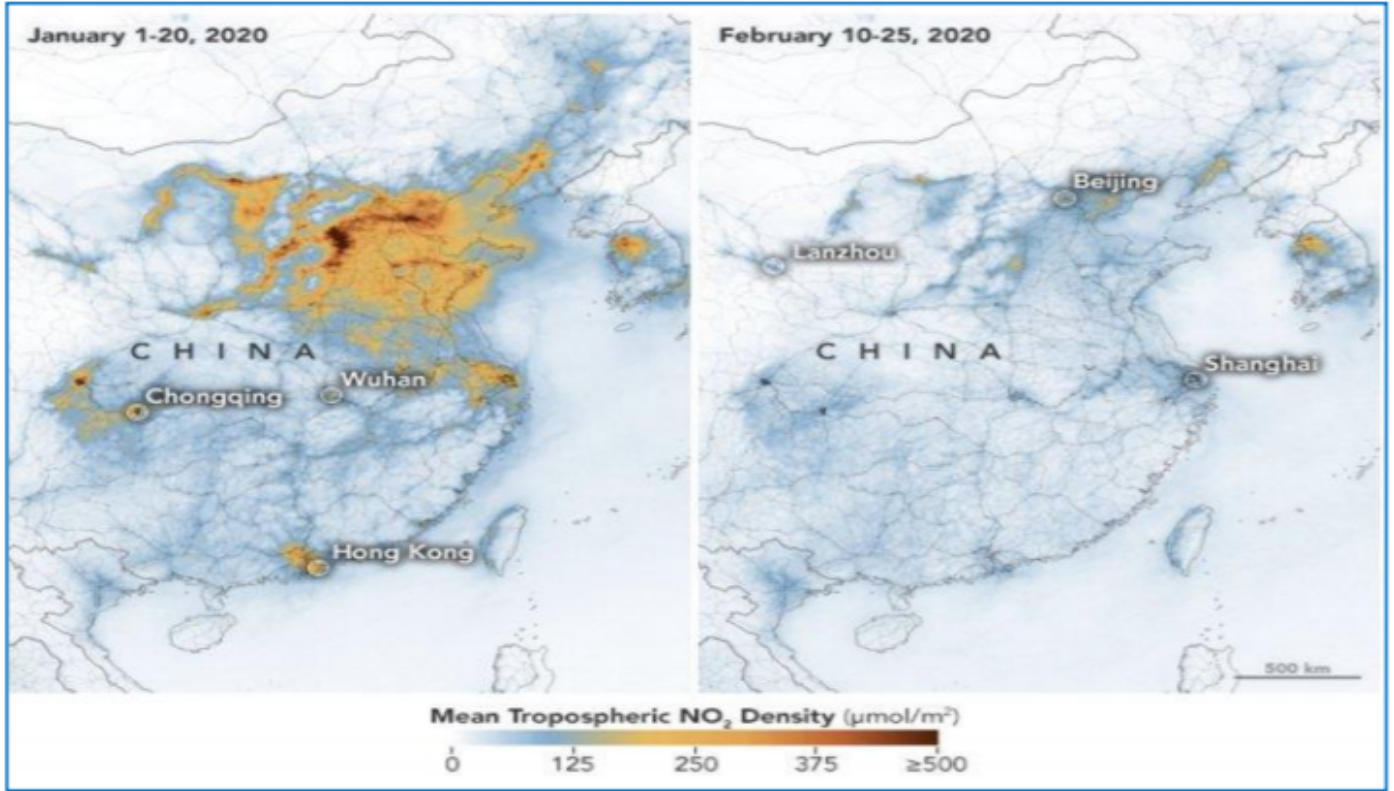 January 1-20, 2020
CHINA
Chongqing
Wuhan
Hong Kong
February 10-25, 2020
Beijing
Lanzhou
CHINA
Shanghai
500 km
Mean Tropospheric NO₂ Density (μmol/m²)
0 125 250 375 ≥500